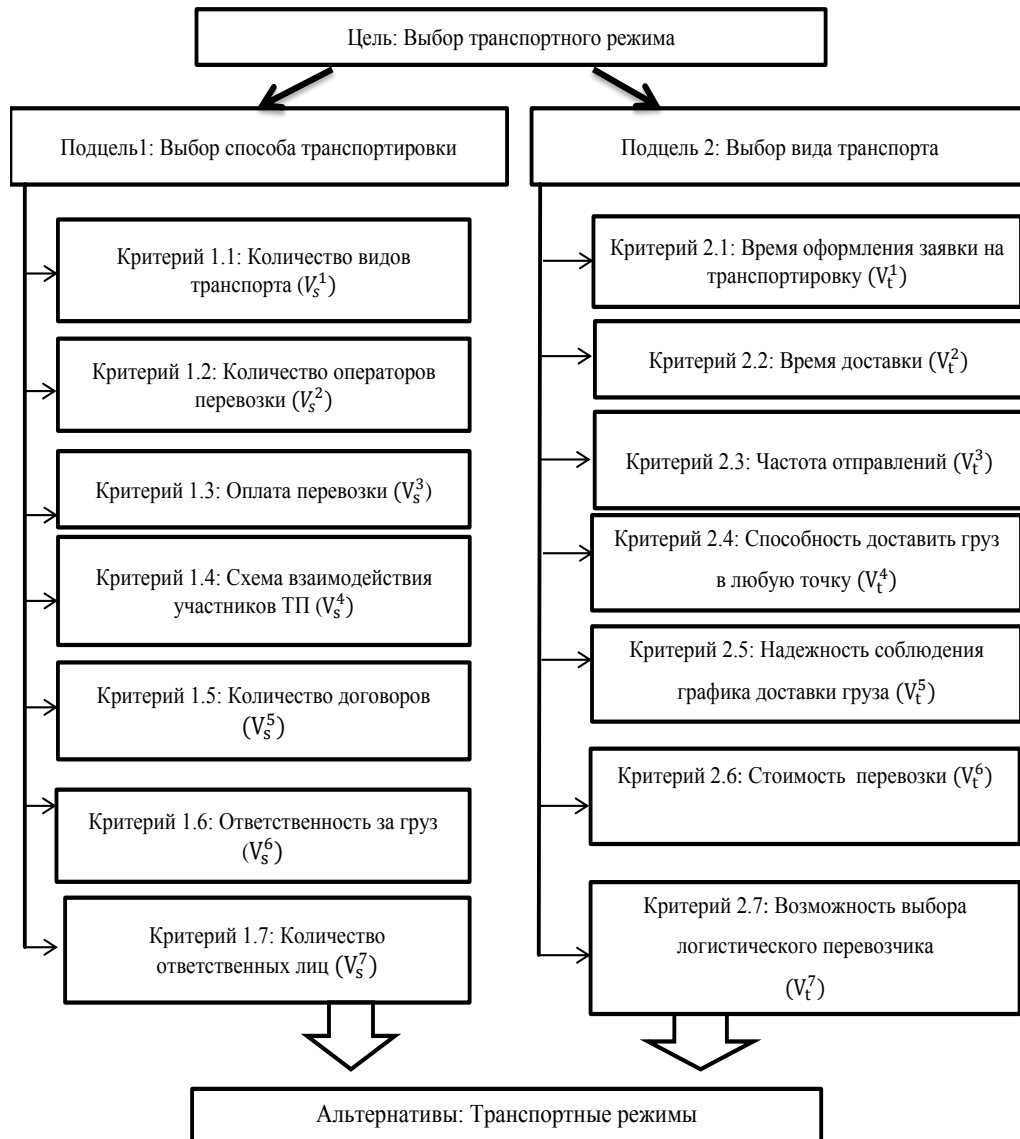 Цель: Выбор транспортного режима
Подцель1: Выбор способа транспортировки
Критерий 1.1: Количество видов
транспорта (V_s^1)
Критерий 1.2: Количество операторов
перевозки (V_s^2)
Критерий 1.3: Оплата перевозки (V_s^3)
Критерий 1.4: Схема взаимодействия
участников ТП (V_s^4)
Критерий 1.5: Количество договоров
(V_s^5)
Критерий 1.6: Ответственность за груз
(V_s^6)
Критерий 1.7: Количество
ответственных лиц (V_s^7)
Подцель 2: Выбор вида транспорта
Критерий 2.1: Время оформления заявки на
транспортировку (V_t^1)
Критерий 2.2: Время доставки (V_t^2)
Критерий 2.3: Частота отправлений (V_t^3)
Критерий 2.4: Способность доставить груз
в любую точку (V_t^4)
Критерий 2.5: Надежность соблюдения
графика доставки груза (V_t^5)
Критерий 2.6: Стоимость перевозки (V_t^6)
Критерий 2.7: Возможность выбора
логистического перевозчика
(V_t^7)
Альтернативы: Транспортные режимы